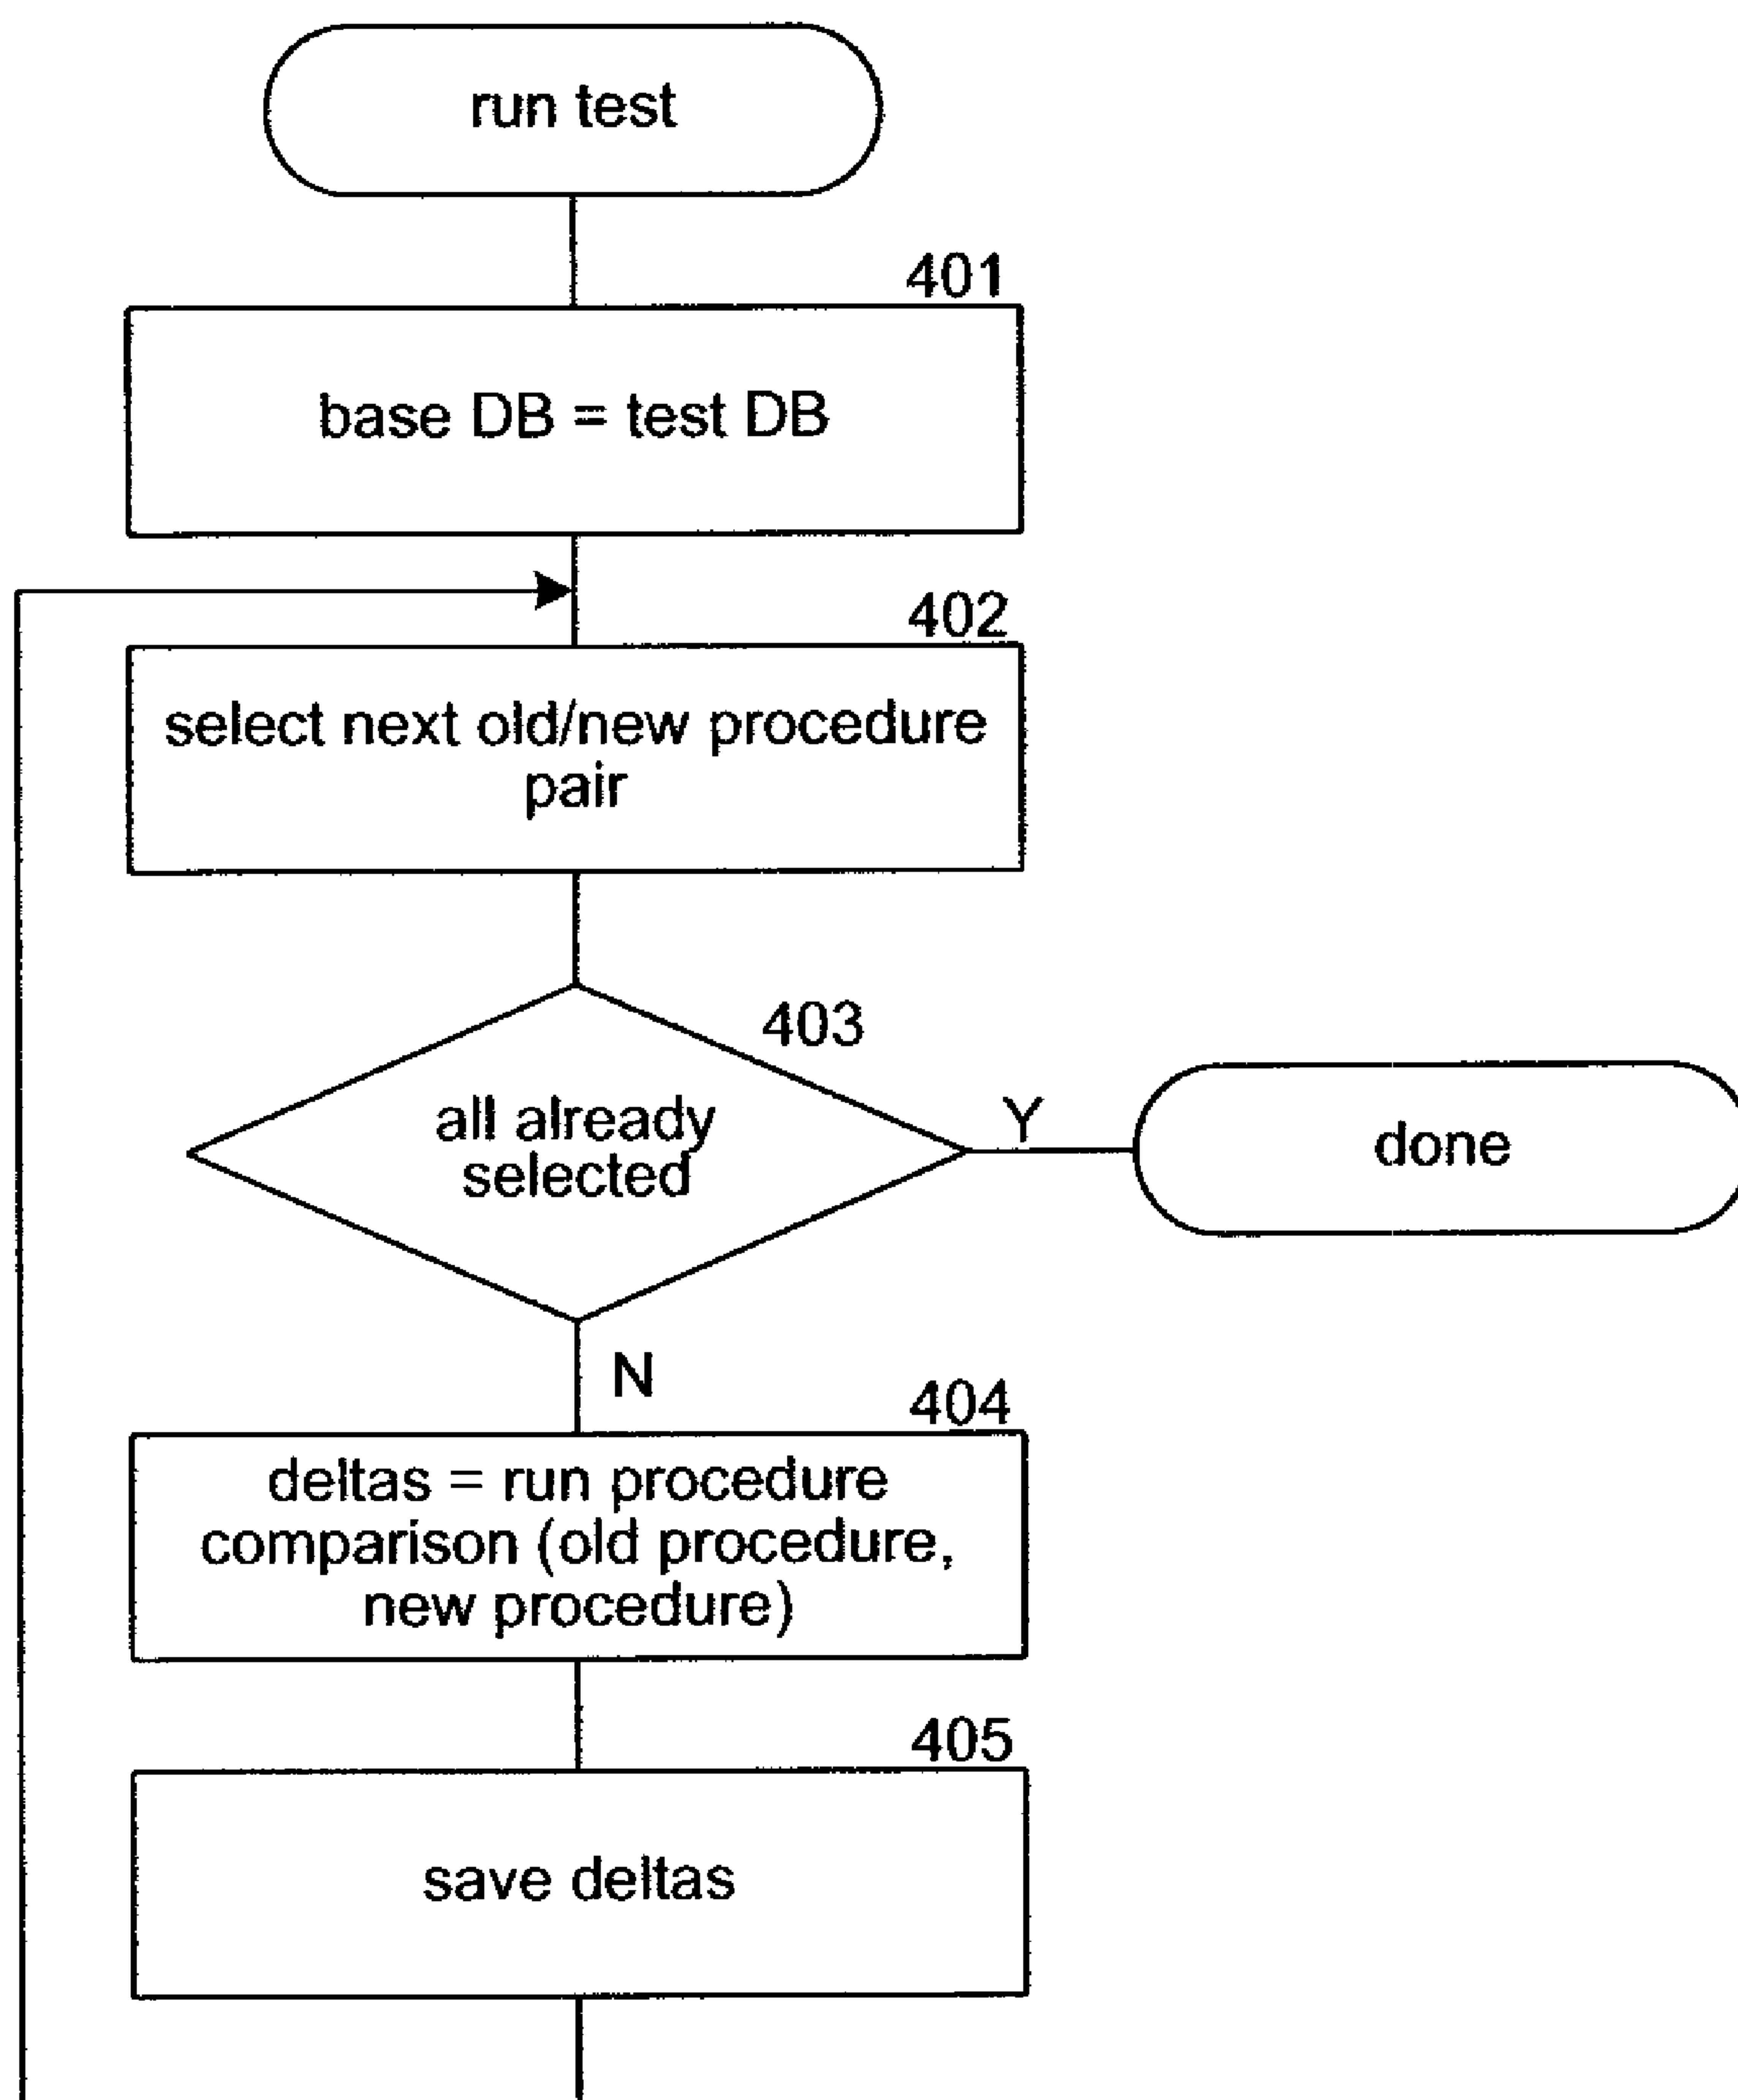 run test
401
base DB = test DB
402
select next old/new procedure
pair
403
all already
selected
Y
done
N
404
deltas = run procedure
comparison (old procedure,
new procedure)
405
save deltas